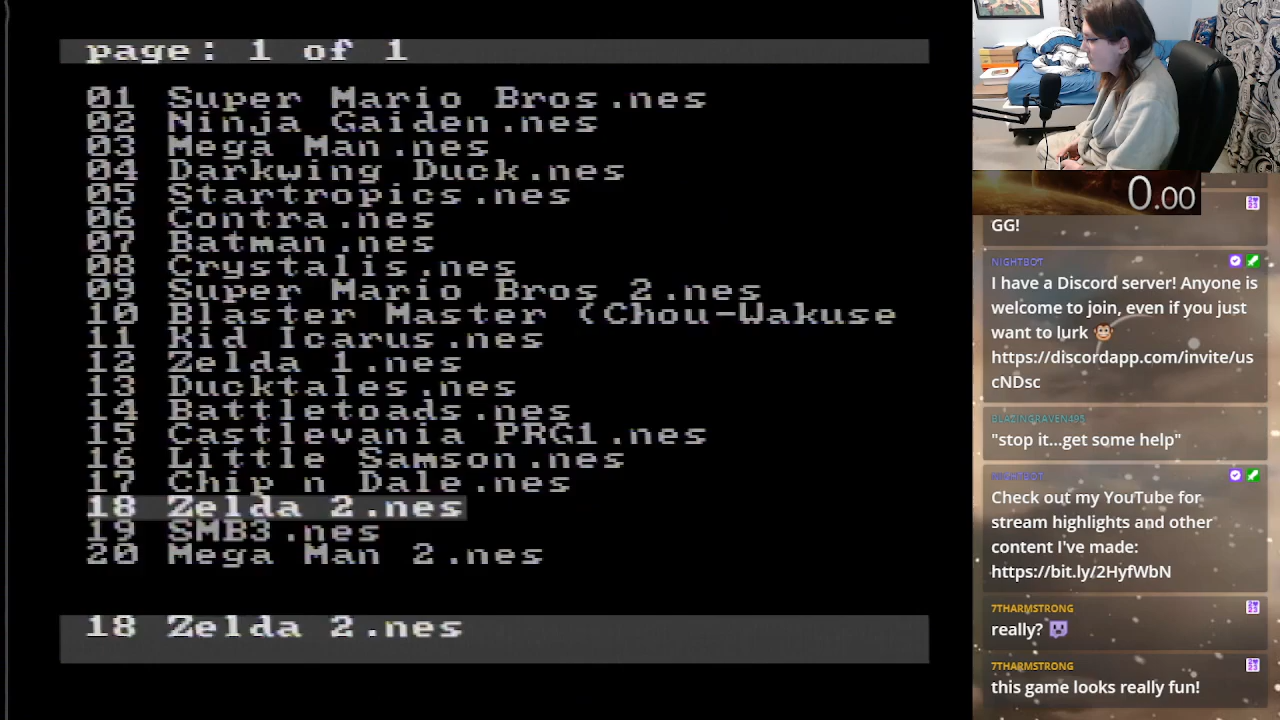 page: 1 of 1
01 Super Mario Bros.nes
02 Ninja Gaiden.nes
03 Mega Man.nes
04 Darkwing Duck.nes
05 Startropics.nes
06 Contra.nes
07 Batman.nes
08 Crystalis.nes
09 Super Mario Bros 2.nes
10 Blaster Master (Chou-Wakuse
11 Kid Icarus.nes
12 Zelda 1.nes
13 Ducktales.nes
14 Battletoads.nes
15 Castlevania PRG1.nes
16 Little Samson.nes
17 Chip n Dale.nes
18 Zelda 2.nes
19 SMB3.nes
20 Mega Man 2.nes
18 Zelda 2.nes
0.00
GG!
NIGHTBOT
I have a Discord server! Anyone is
welcome to join, even if you just
want to lurk
https://discordapp.com/invite/us
cNDsc
BLAZINGRAVEN495
"stop it...get some help"
NIGHTBOT
Check out my YouTube for
stream highlights and other
content I've made:
https://bit.ly/2HyfWbN
7THARMSTRONG
really?
7THARMSTRONG
this game looks really fun!